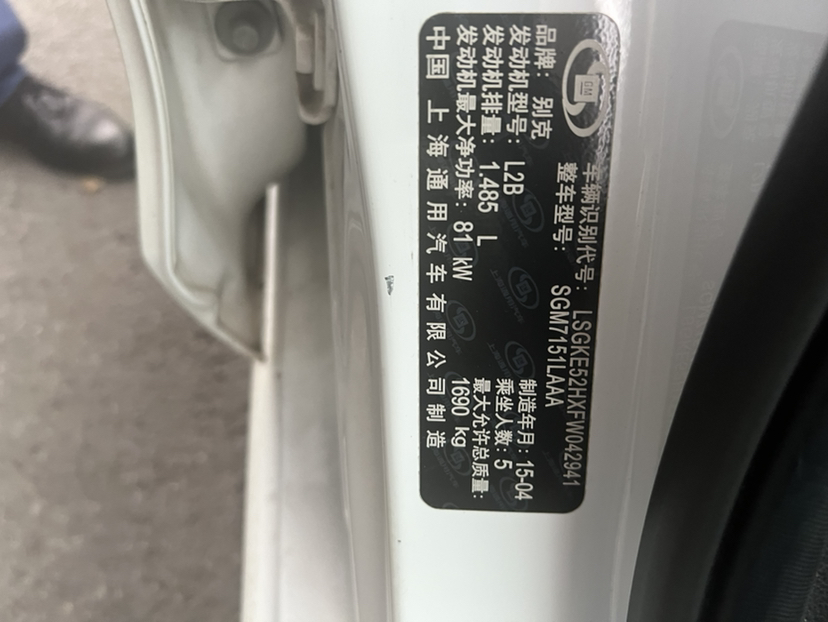 GM
车辆识别代号: LSGKE52HXFW042941
整车型号: SGM7151LAAA
品牌: 别克
制造年月: 15-04
发动机型号: L2B
乘坐人数: 5
发动机排量: 1.485 L
最大允许总质量:
发动机最大净功率: 81 kW
1690 kg
中国 上海通用汽车有限公司制造